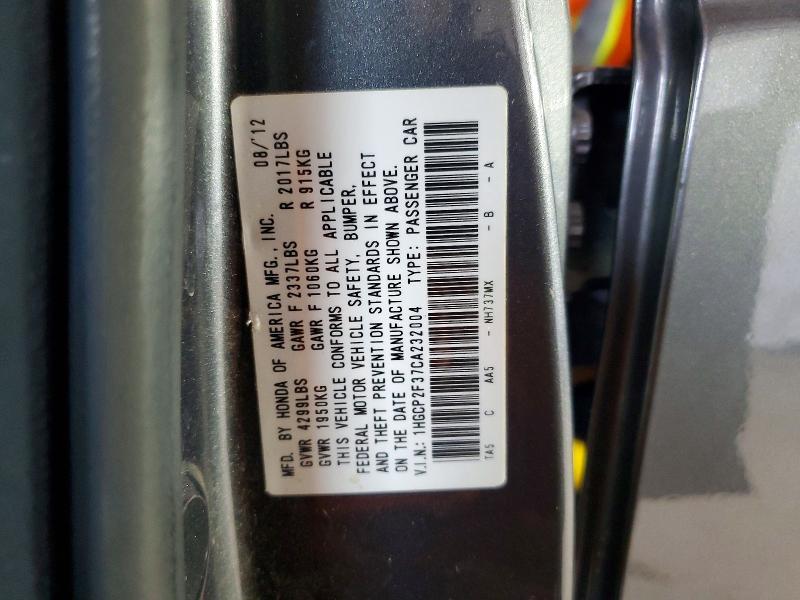 MFD. BY HONDA OF AMERICA MFG., INC. 08/'12
GVWR 4299LBS GAWR F 2337LBS R 2017LBS
GVWR 1950KG GAWR F 1060KG R 915KG
THIS VEHICLE CONFORMS TO ALL APPLICABLE
FEDERAL MOTOR VEHICLE SAFETY, BUMPER,
AND THEFT PREVENTION STANDARDS IN EFFECT
ON THE DATE OF MANUFACTURE SHOWN ABOVE.
V.I.N.: 1HGCP2F37CA232004 TYPE: PASSENGER CAR
TA5 C AA5 - NH737MX - B - A